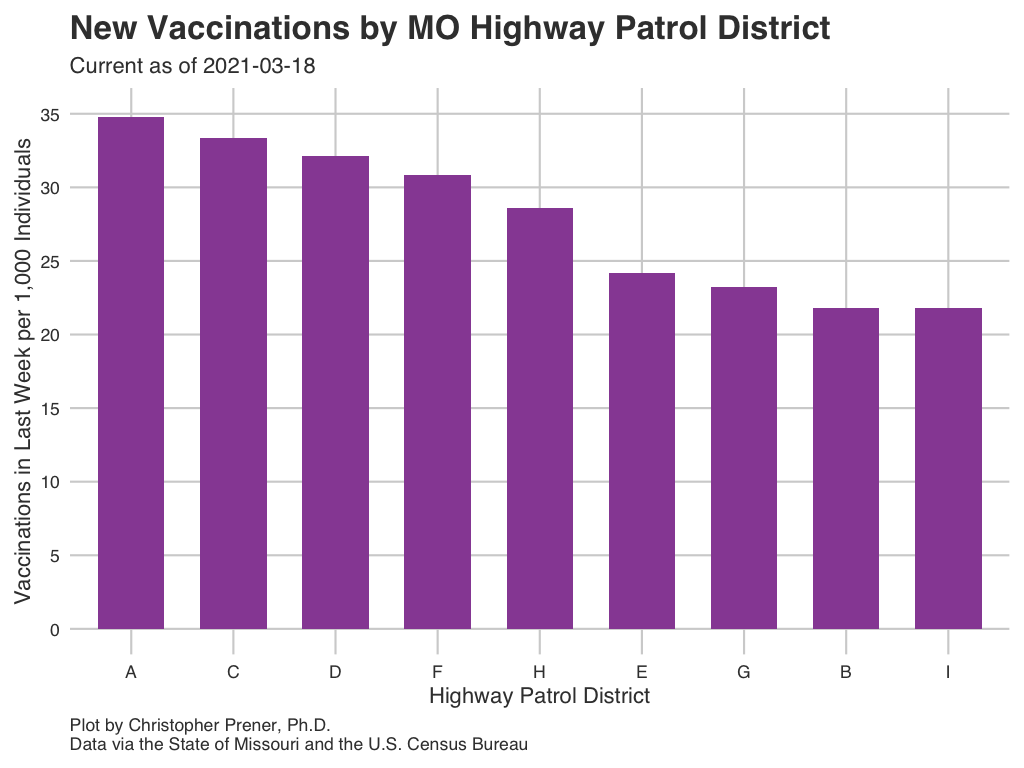 New Vaccinations by MO Highway Patrol District
Current as of 2021-03-18
Vaccinations in Last Week per 1,000 Individuals
35
30
25
20
15
10
5
0
A C D F H E G B I
Highway Patrol District
Plot by Christopher Prener, Ph.D.
Data via the State of Missouri and the U.S. Census Bureau